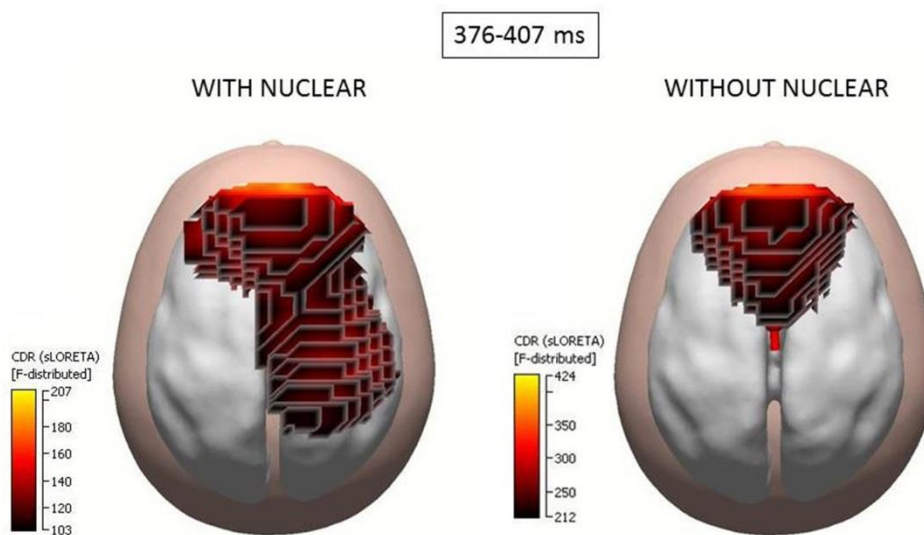 376-407 ms
WITH NUCLEAR
WITHOUT NUCLEAR
CDR (sLORETA)
[F-distributed]
207
180
160
140
120
103
CDR (sLORETA)
[F-distributed]
424
350
300
250
212